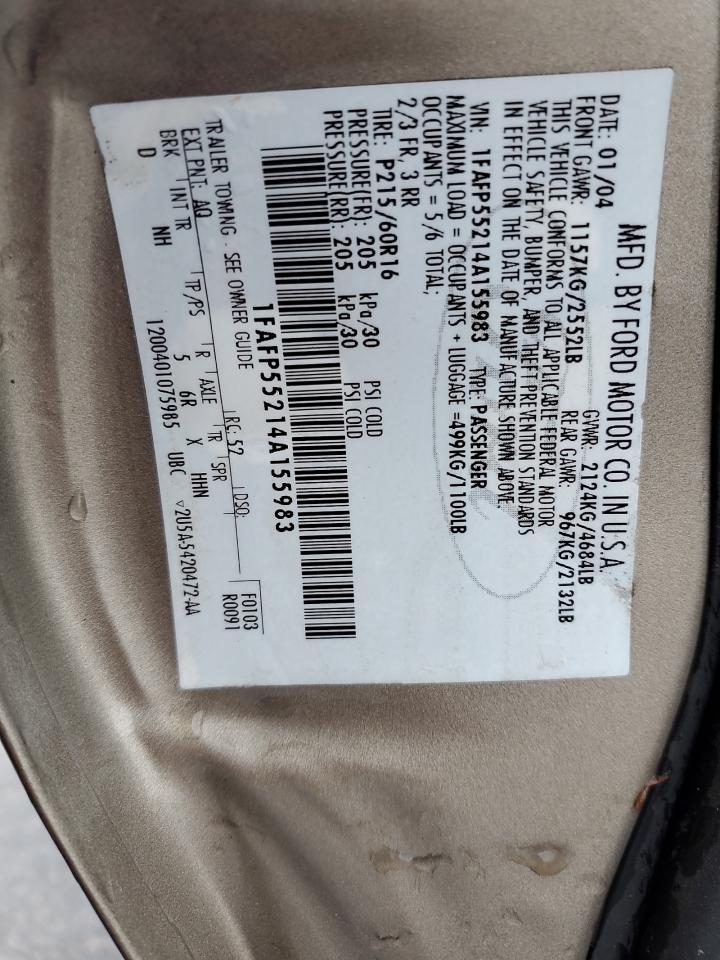 MFD. BY FORD MOTOR CO. IN U.S.A.
DATE: 01/04 GVWR: 2124KG/4684LB
FRONT GAWR: 1157KG/2552LB REAR GAWR: 967KG/2132LB
THIS VEHICLE CONFORMS TO ALL APPLICABLE FEDERAL MOTOR
VEHICLE SAFETY, BUMPER, AND THEFT PREVENTION STANDARDS
IN EFFECT ON THE DATE OF MANUFACTURE SHOWN ABOVE.
VIN: 1FAFP55214A155983 TYPE: PASSENGER
MAXIMUM LOAD = OCCUPANTS + LUGGAGE =499KG/1100LB
OCCUPANTS = 5/6 TOTAL;
2/3 FR, 3 RR
TIRE: P215/60R16
PRESSURE(FR): 205 kPa/30 PSI COLD
PRESSURE(RR): 205 kPa/30 PSI COLD
1FAFP55214A155983
TRAILER TOWING - SEE OWNER GUIDE
EXT PNT: AQ RC: 52 DSO: F0103
BRK INT TR TP/PS R AXLE TR SPR R0091
D NH 5 6R X HHN
1200401075985 UBC ▽2U5A-5420472-AA